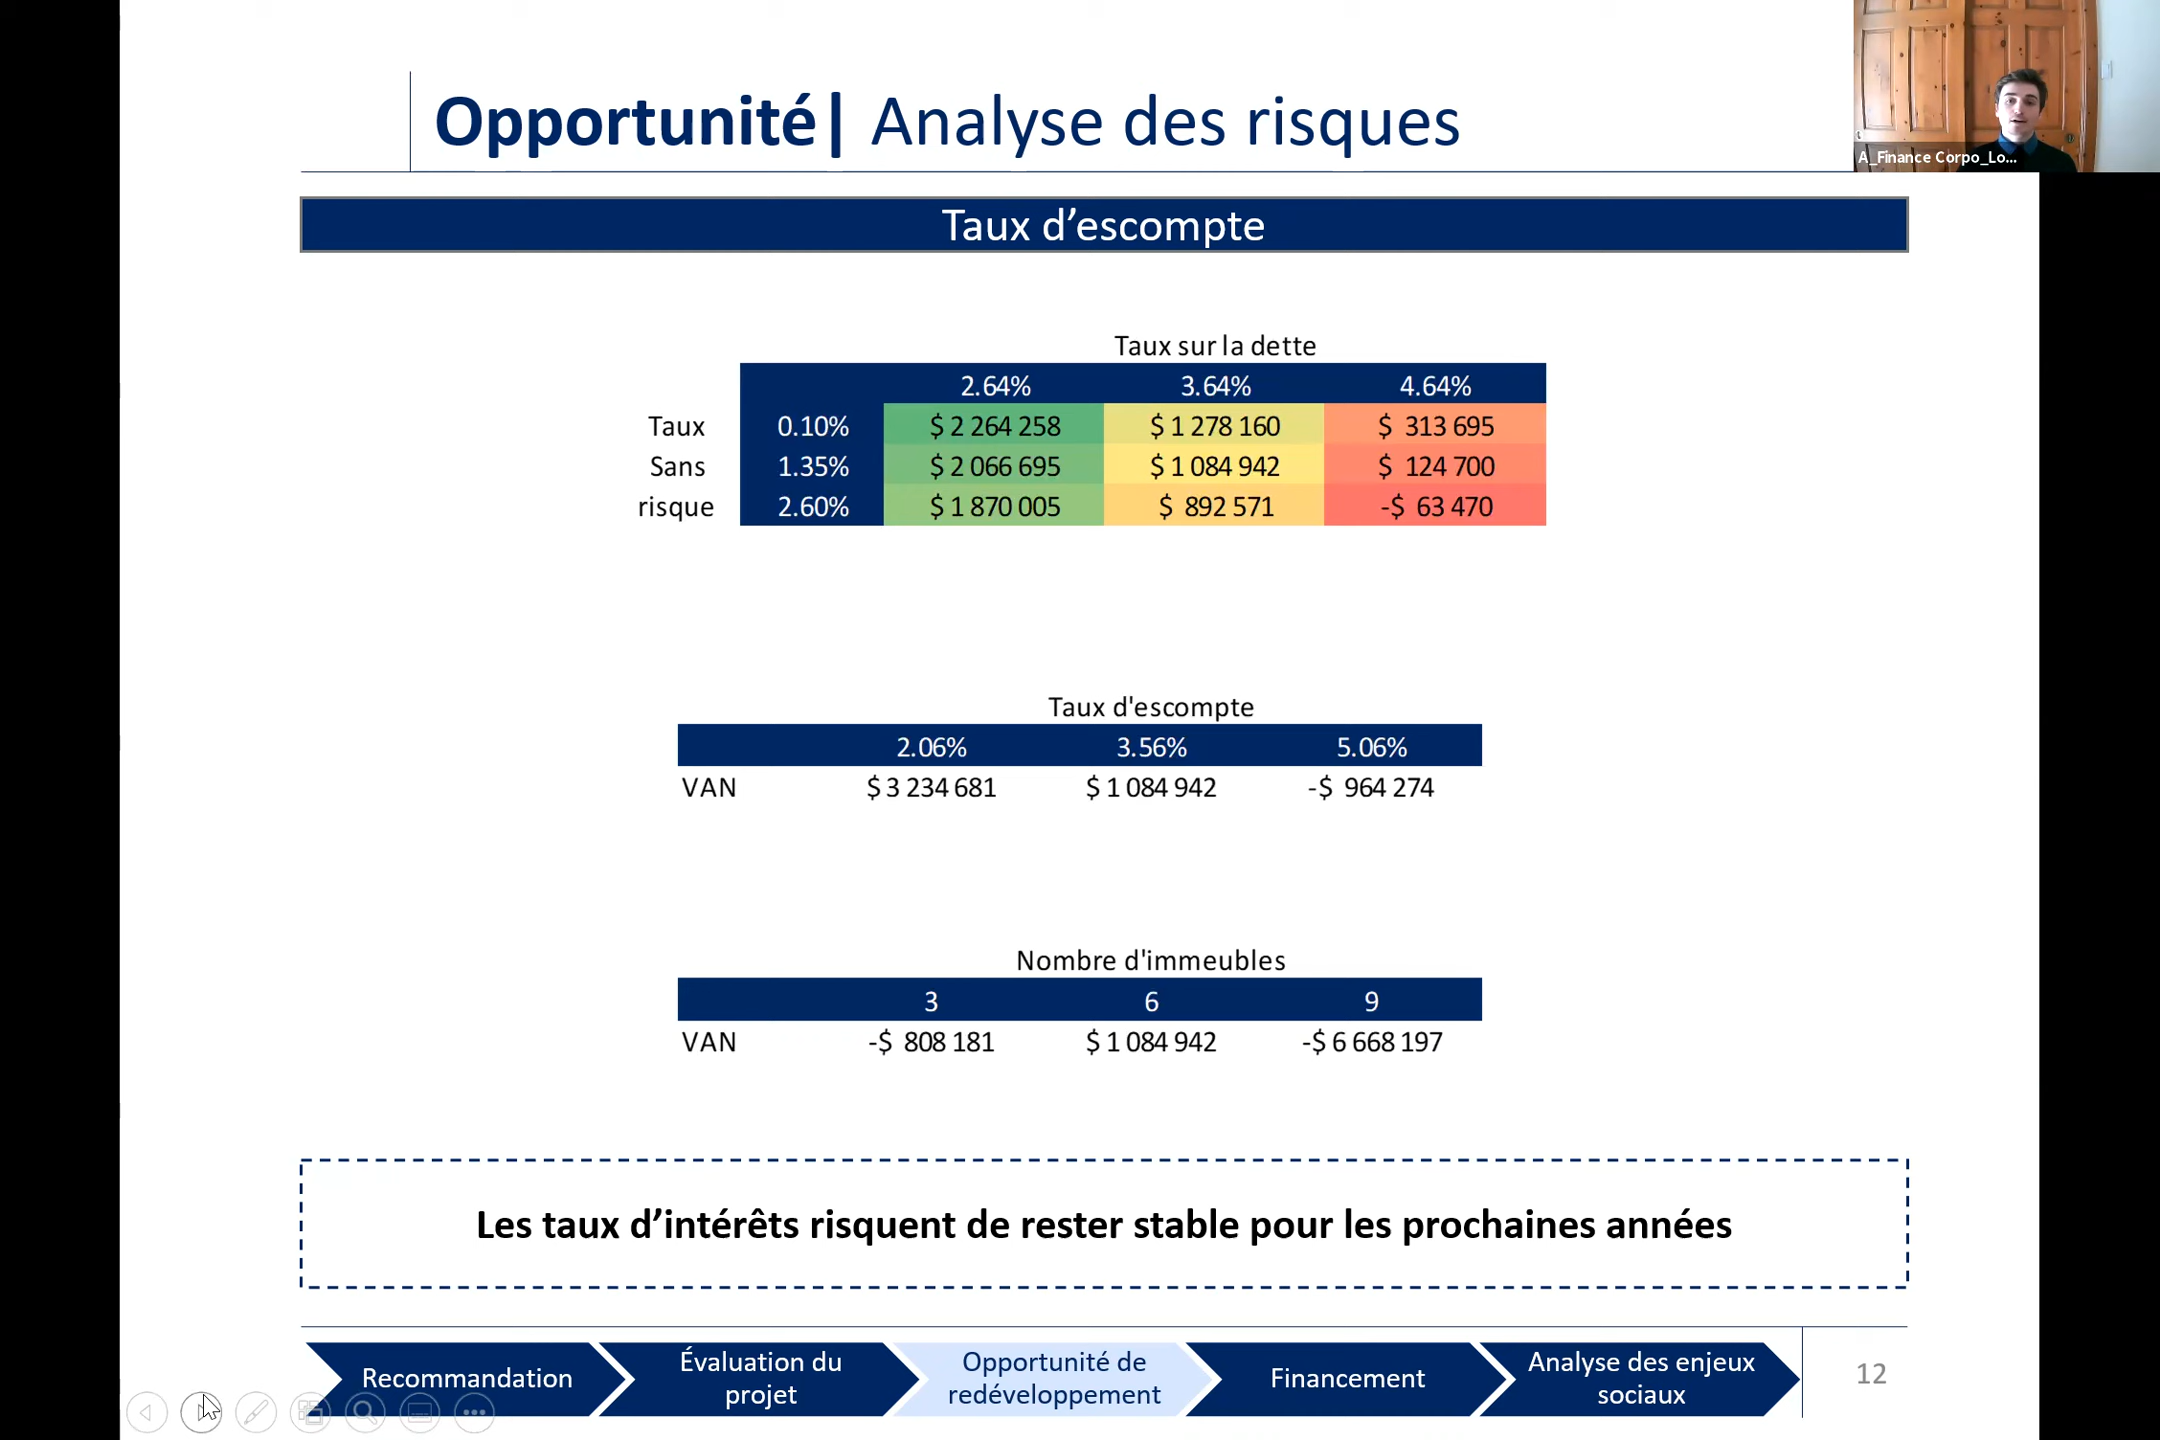 Opportunité| Analyse des risques
A_Finance Corpo_Lo...
Taux d’escompte
Taux sur la dette
2.64% 3.64% 4.64%
Taux 0.10% $ 2 264 258 $ 1 278 160 $ 313 695
Sans 1.35% $ 2 066 695 $ 1 084 942 $ 124 700
risque 2.60% $ 1 870 005 $ 892 571 -$ 63 470
Taux d'escompte
2.06% 3.56% 5.06%
VAN $ 3 234 681 $ 1 084 942 -$ 964 274
Nombre d'immeubles
3 6 9
VAN -$ 808 181 $ 1 084 942 -$ 6 668 197
Les taux d’intérêts risquent de rester stable pour les prochaines années
Recommandation
Évaluation du
projet
Opportunité de
redéveloppement
Financement
Analyse des enjeux
sociaux
12